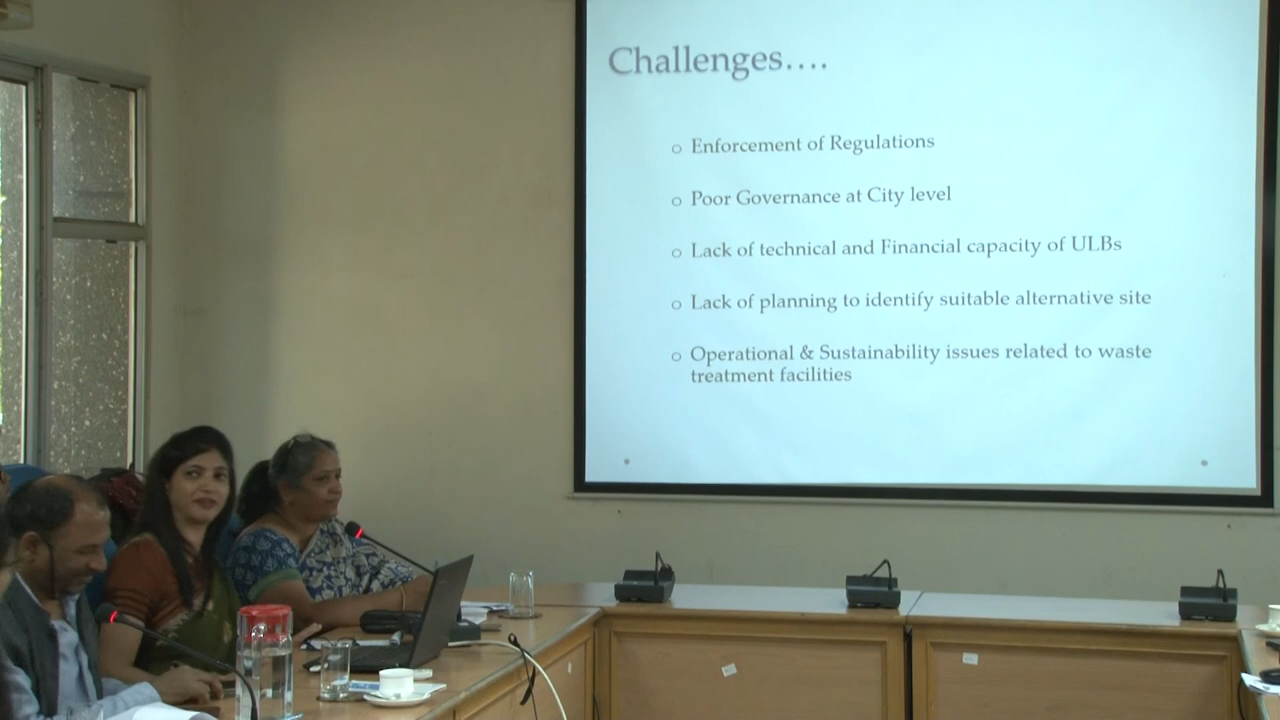 Challenges....
o Enforcement of Regulations
o Poor Governance at City level
o Lack of technical and Financial capacity of ULBs
o Lack of planning to identify suitable alternative site
o Operational & Sustainability issues related to waste
treatment facilities